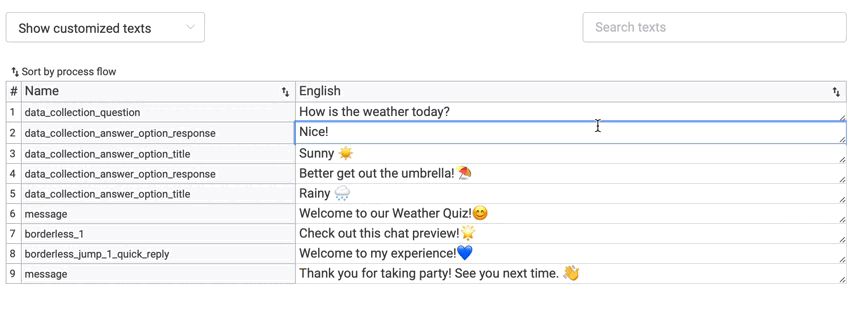 Show customized texts
Search texts
Sort by process flow
# Name English
1 data_collection_question How is the weather today?
2 data_collection_answer_option_response Nice!
3 data_collection_answer_option_title Sunny ☀️
4 data_collection_answer_option_response Better get out the umbrella! ⛱️
5 data_collection_answer_option_title Rainy 🌧️
6 message Welcome to our Weather Quiz!😊
7 borderless_1 Check out this chat preview!🌟
8 borderless_jump_1_quick_reply Welcome to my experience!💙
9 message Thank you for taking party! See you next time. 👋